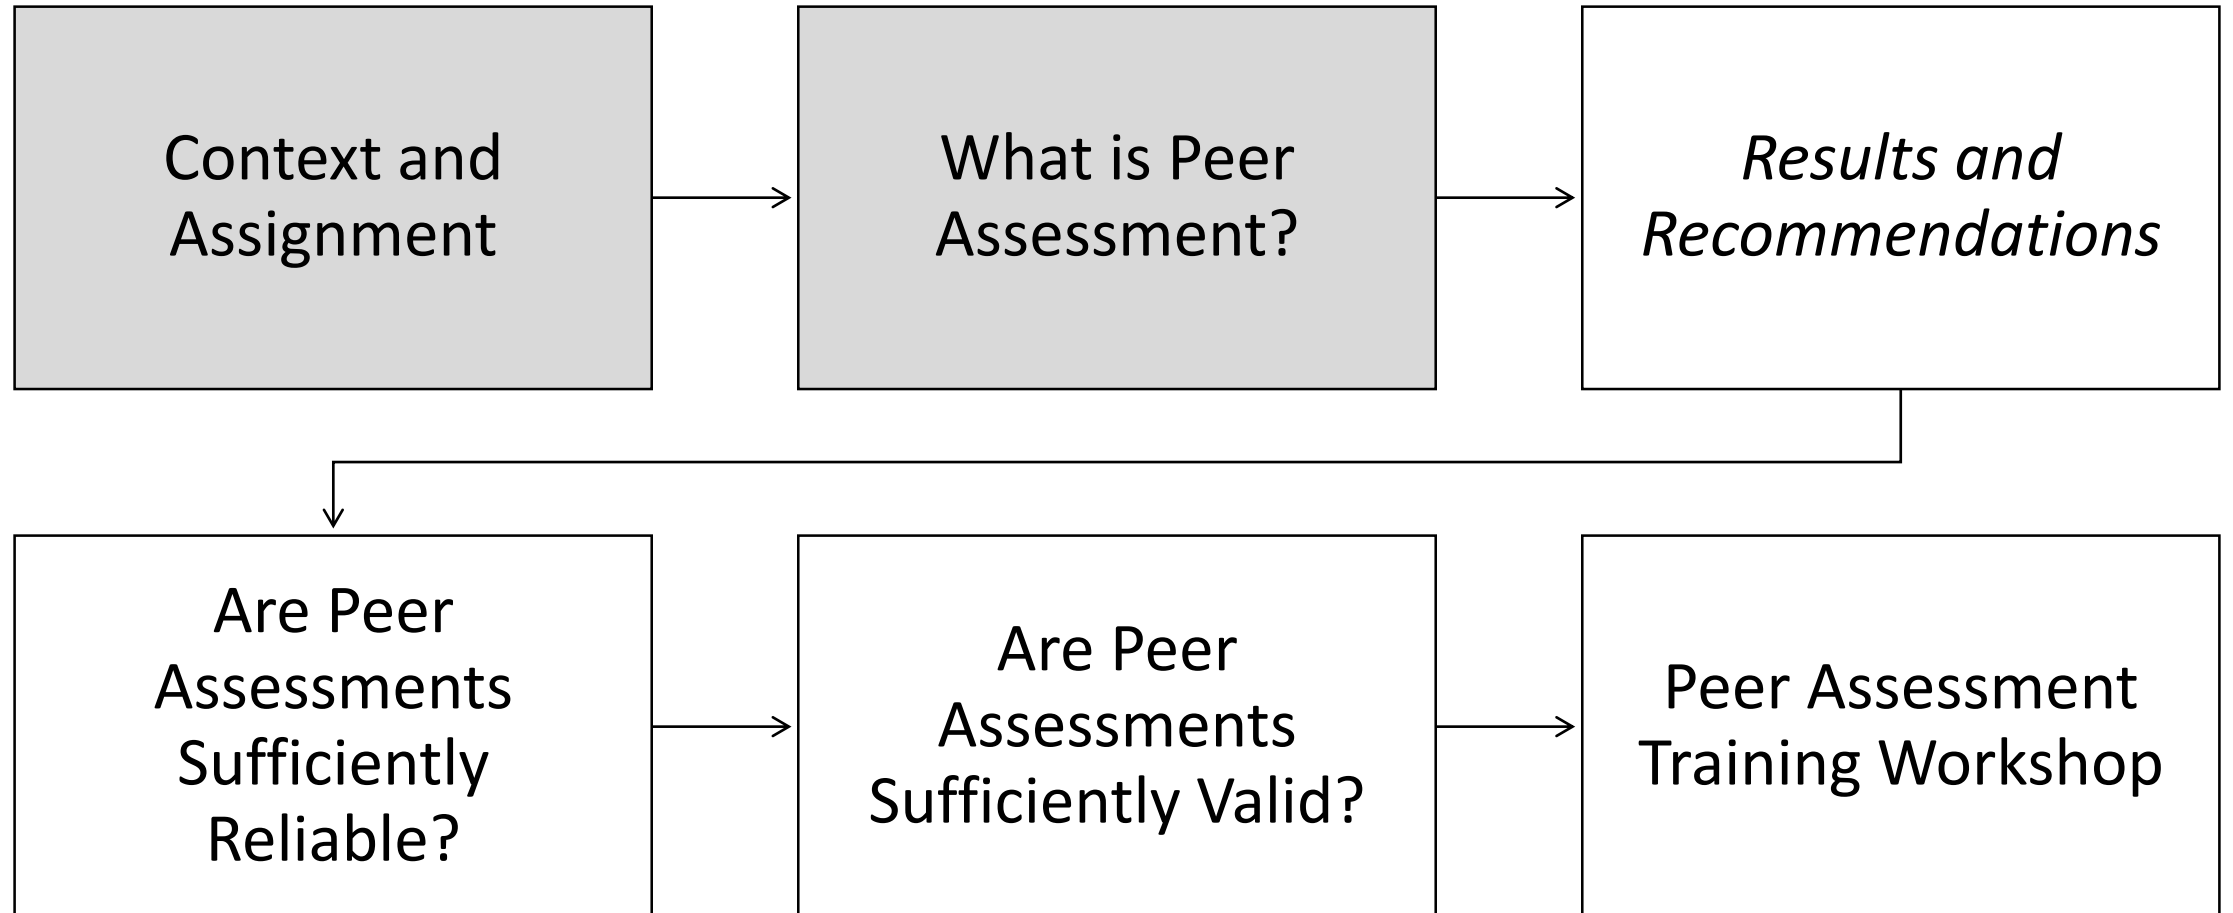 Context and
Assignment
What is Peer
Assessment?
Results and
Recommendations
Are Peer
Assessments
Sufficiently
Reliable?
Are Peer
Assessments
Sufficiently Valid?
Peer Assessment
Training Workshop